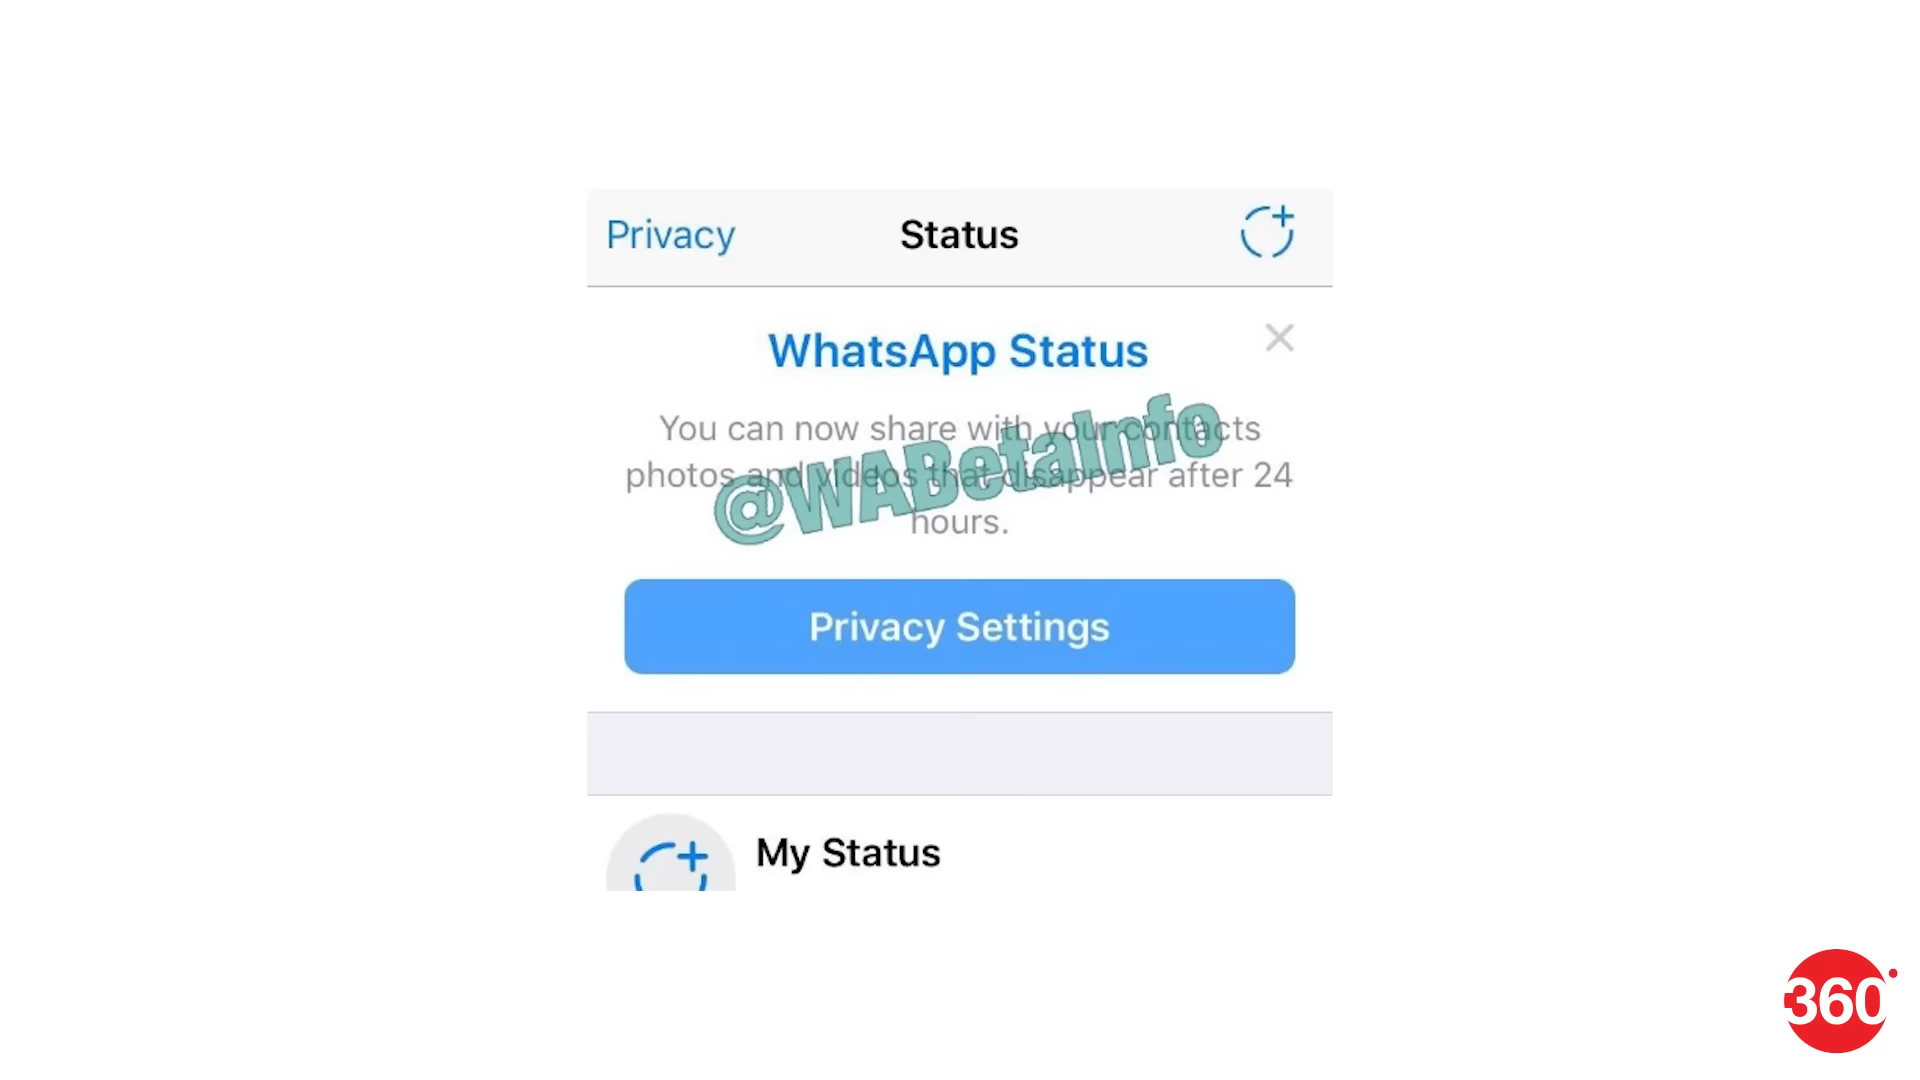 Privacy
Status
WhatsApp Status
You can now share with your contacts
photos and videos that disappear after 24
hours.
@WABetaInfo
Privacy Settings
My Status
360°